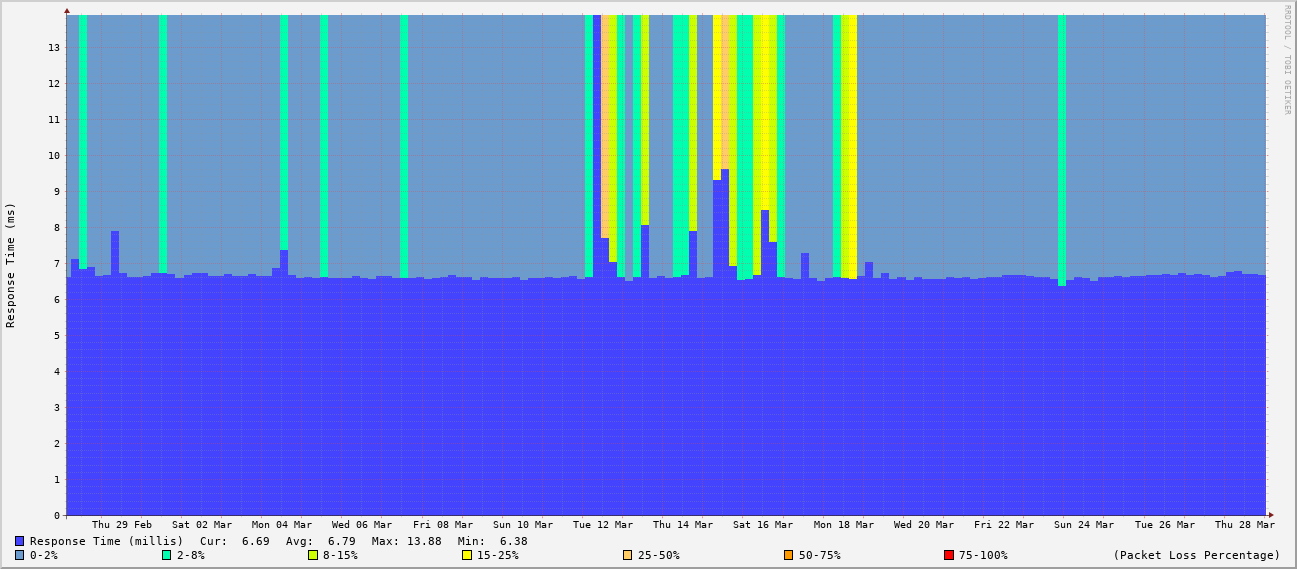 RRDTOOL / TOBI OETIKER
Response Time (ms)
13
12
11
10
9
8
7
6
5
4
3
2
1
0
Thu 29 Feb Sat 02 Mar Mon 04 Mar Wed 06 Mar Fri 08 Mar Sun 10 Mar Tue 12 Mar Thu 14 Mar Sat 16 Mar Mon 18 Mar Wed 20 Mar Fri 22 Mar Sun 24 Mar Tue 26 Mar Thu 28 Mar
Response Time (millis) Cur: 6.69 Avg: 6.79 Max: 13.88 Min: 6.38
0-2% 2-8% 8-15% 15-25% 25-50% 50-75% 75-100% (Packet Loss Percentage)